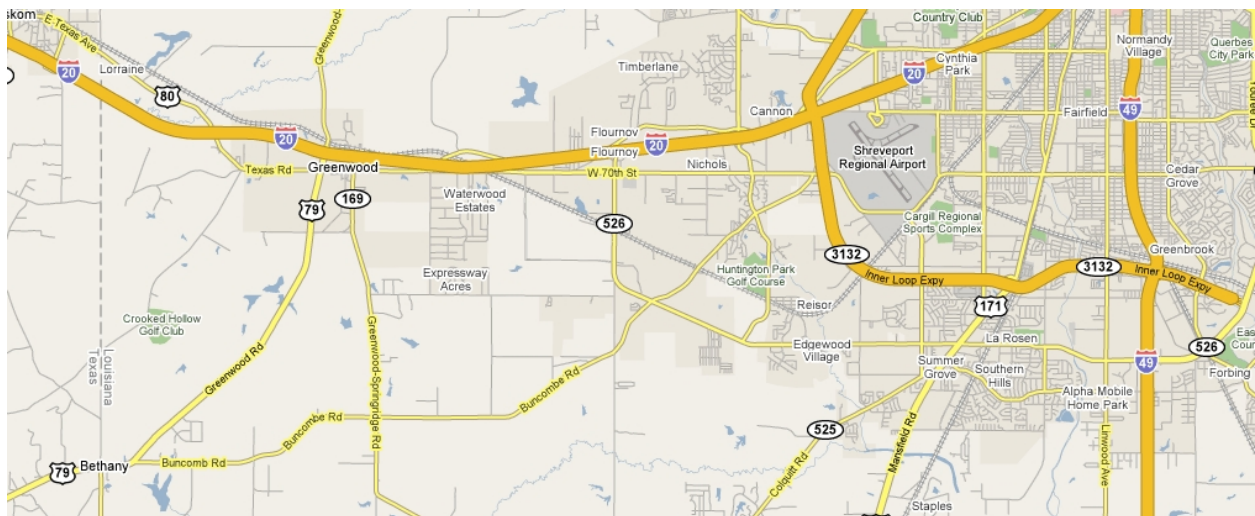 skom
E Texas Ave
Greenwood-
Country Club
Normandy
Village
Querbes
City Park
Lorraine
20
80
Timberlane
Cynthia
Park
20
49
Cannon
Fairfield
20
Flournoy
Flournoy
20
Shreveport
Regional Airport
Texas Rd
Greenwood
W 70th St
Nichols
Cedar
Grove
169
Waterwood
Estates
79
526
Cargill Regional
Sports Complex
3132
Greenbrook
Expressway
Acres
Huntington Park
Golf Course
Inner Loop Expy
3132
Inner Loop Expy
Reisor
171
Crooked Hollow
Golf Club
Greenwood Rd
Greenwood-Springridge Rd
Louisiana
Texas
Buncombe Rd
Edgewood
Village
La Rosen
526
Eas
Cour
Summer
Grove
Southern
Hills
49
Forbing
Alpha Mobile
Home Park
Buncombe Rd
525
Mansfield Rd
Linwood Ave
79
Bethany
Buncomb Rd
Colquitt Rd
Staples